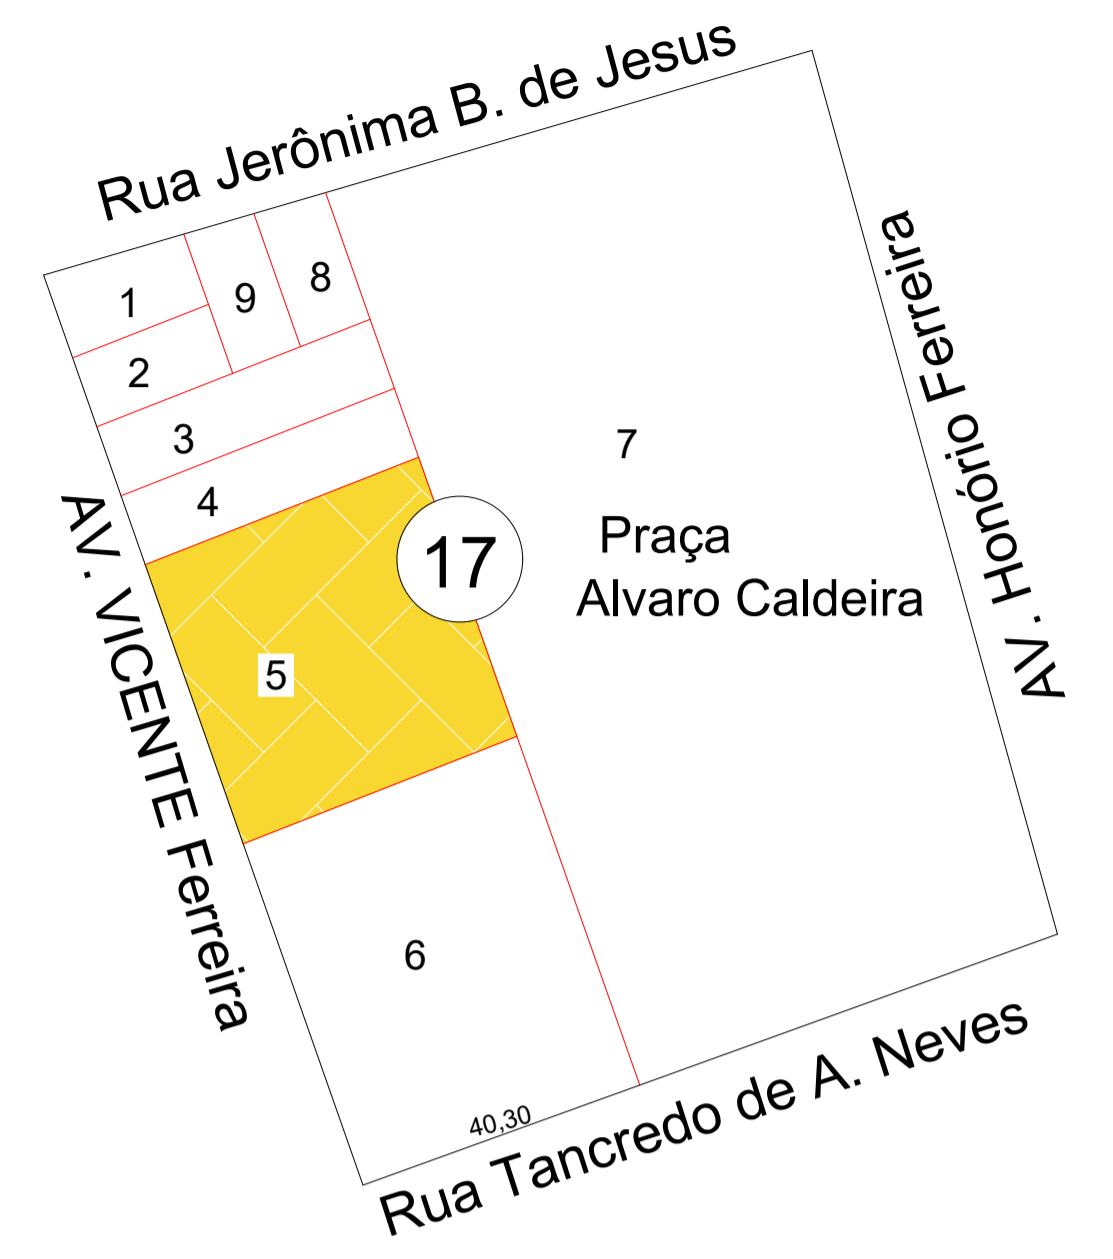 Rua Jerônima B. de Jesus
1
9
8
2
3
4
AV. VICENTE Ferreira
5
17
7
Praça
Alvaro Caldeira
AV. Honório Ferreira
6
40,30
Rua Tancredo de A. Neves